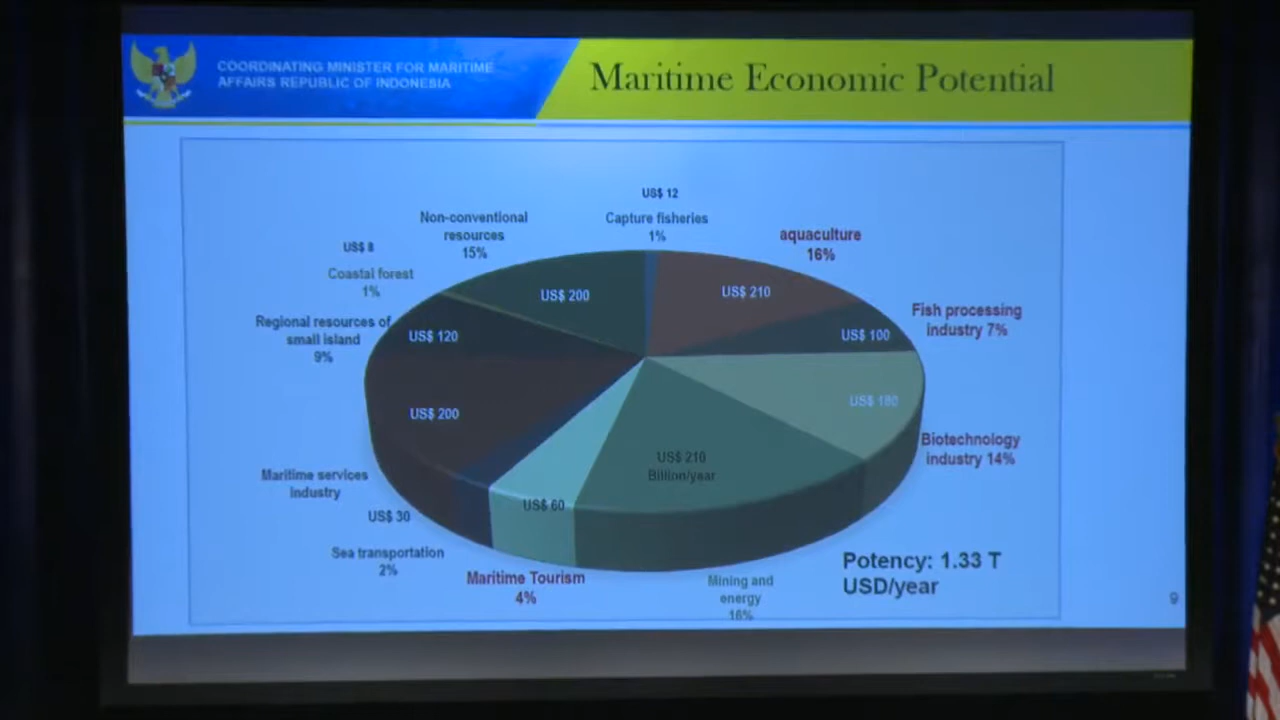 COORDINATING MINISTER FOR MARITIME
AFFAIRS REPUBLIC OF INDONESIA
Maritime Economic Potential
US$ 12
Capture fisheries
1%
Non-conventional
resources
15%
aquaculture
16%
US$ 8
Coastal forest
1%
US$ 200
US$ 210
Regional resources of
small island
9%
US$ 120
Fish processing
industry 7%
US$ 100
US$ 200
US$ 180
Biotechnology
industry 14%
US$ 210
Billion/year
Maritime services
industry
US$ 60
US$ 30
Sea transportation
2%
Maritime Tourism
4%
Mining and
energy
16%
Potency: 1.33 T
USD/year
9